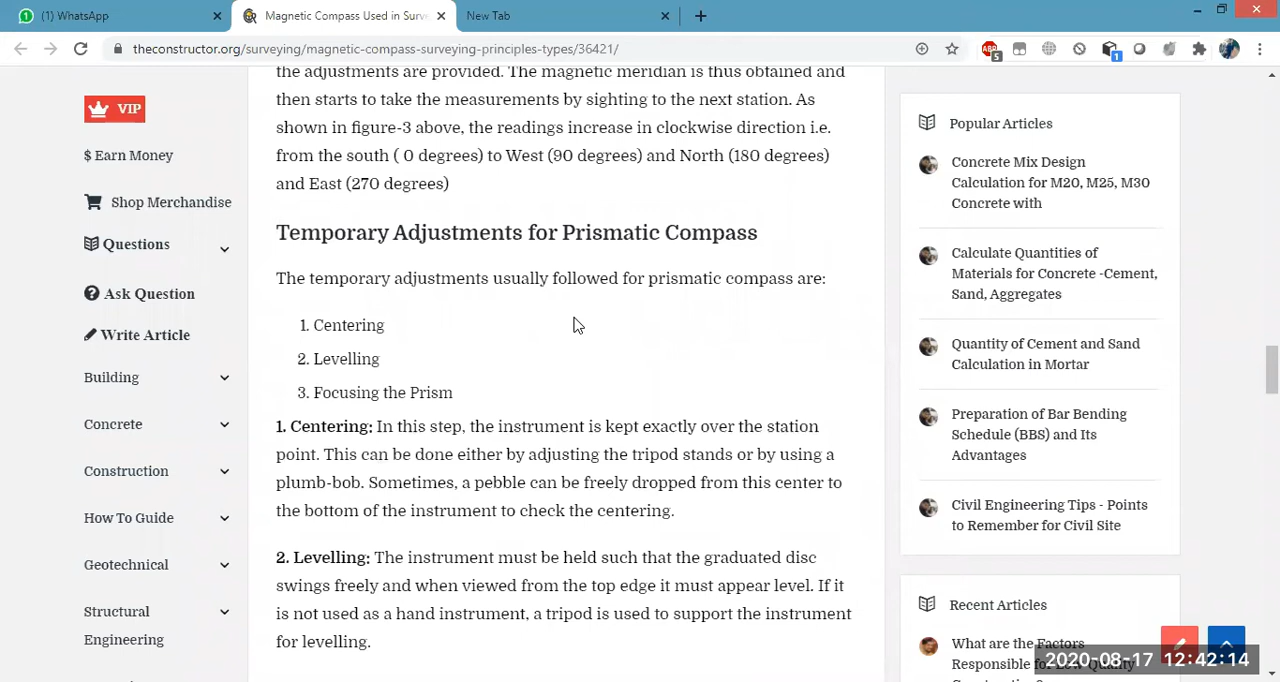 (1) WhatsApp
Magnetic Compass Used in Surve
New Tab
theconstructor.org/surveying/magnetic-compass-surveying-principles-types/36421/
ABP
5
1
VIP
$ Earn Money
Shop Merchandise
Questions
Ask Question
Write Article
Building
Concrete
Construction
How To Guide
Geotechnical
Structural
Engineering
the adjustments are provided. The magnetic meridian is thus obtained and
then starts to take the measurements by sighting to the next station. As
shown in figure-3 above, the readings increase in clockwise direction i.e.
from the south ( 0 degrees) to West (90 degrees) and North (180 degrees)
and East (270 degrees)
Temporary Adjustments for Prismatic Compass
The temporary adjustments usually followed for prismatic compass are:
1. Centering
2. Levelling
3. Focusing the Prism
1. Centering: In this step, the instrument is kept exactly over the station
point. This can be done either by adjusting the tripod stands or by using a
plumb-bob. Sometimes, a pebble can be freely dropped from this center to
the bottom of the instrument to check the centering.
2. Levelling: The instrument must be held such that the graduated disc
swings freely and when viewed from the top edge it must appear level. If it
is not used as a hand instrument, a tripod is used to support the instrument
for levelling.
Popular Articles
Concrete Mix Design
Calculation for M20, M25, M30
Concrete with
Calculate Quantities of
Materials for Concrete -Cement,
Sand, Aggregates
Quantity of Cement and Sand
Calculation in Mortar
Preparation of Bar Bending
Schedule (BBS) and Its
Advantages
Civil Engineering Tips - Points
to Remember for Civil Site
Recent Articles
What are the Factors
Responsible for Low Quality
2020-08-17 12:42:14